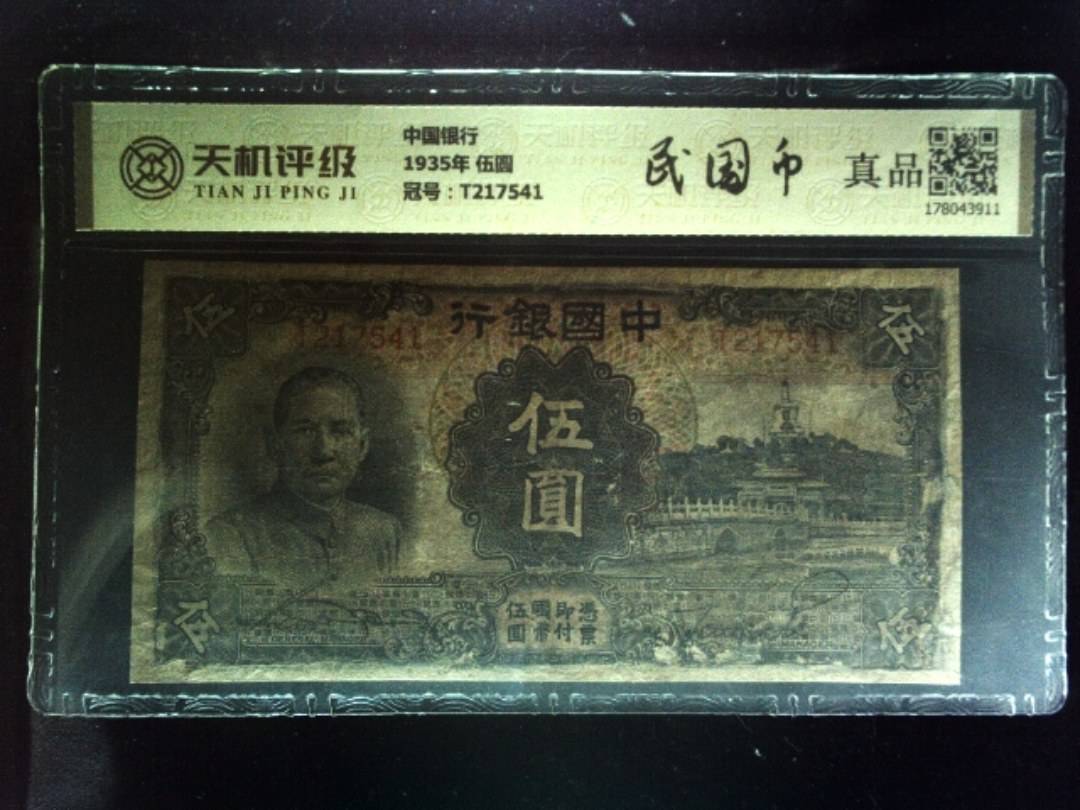 天机评级
TIAN JI PING JI
中国银行
1935年 伍圆
冠号：T217541
民国币
真品
178043911
行銀國中
T217541
T217541
伍
伍
伍
圓
憑票
即付
國幣
伍圓
伍
伍
GENERAL MANAGER